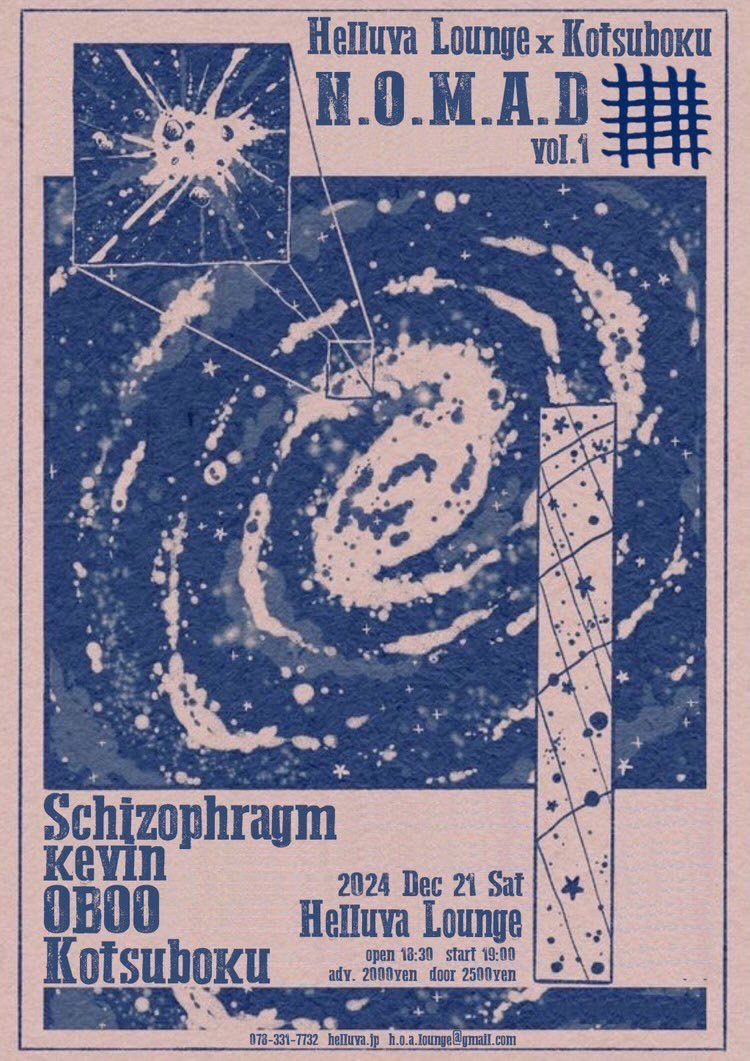 Helluva Lounge x Kotsuboku
N.O.M.A.D
vol.1
Schizophragm
kevin
OBOO
Kotsuboku
2024 Dec 21 Sat
Helluva Lounge
open 18:30 start 19:00
adv. 2000yen door 2500yen
078-331-7732 helluva.jp h.o.a.lounge@gmail.com